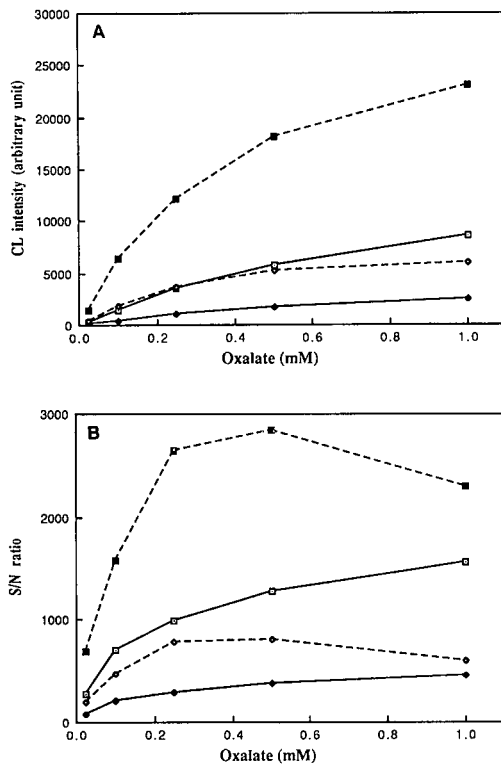 A
30000
25000
20000
15000
10000
5000
0
CL intensity (arbitrary unit)
0.0 0.2 0.4 0.6 0.8 1.0
Oxalate (mM)
B
3000
2000
1000
0
S/N ratio
0.0 0.2 0.4 0.6 0.8 1.0
Oxalate (mM)